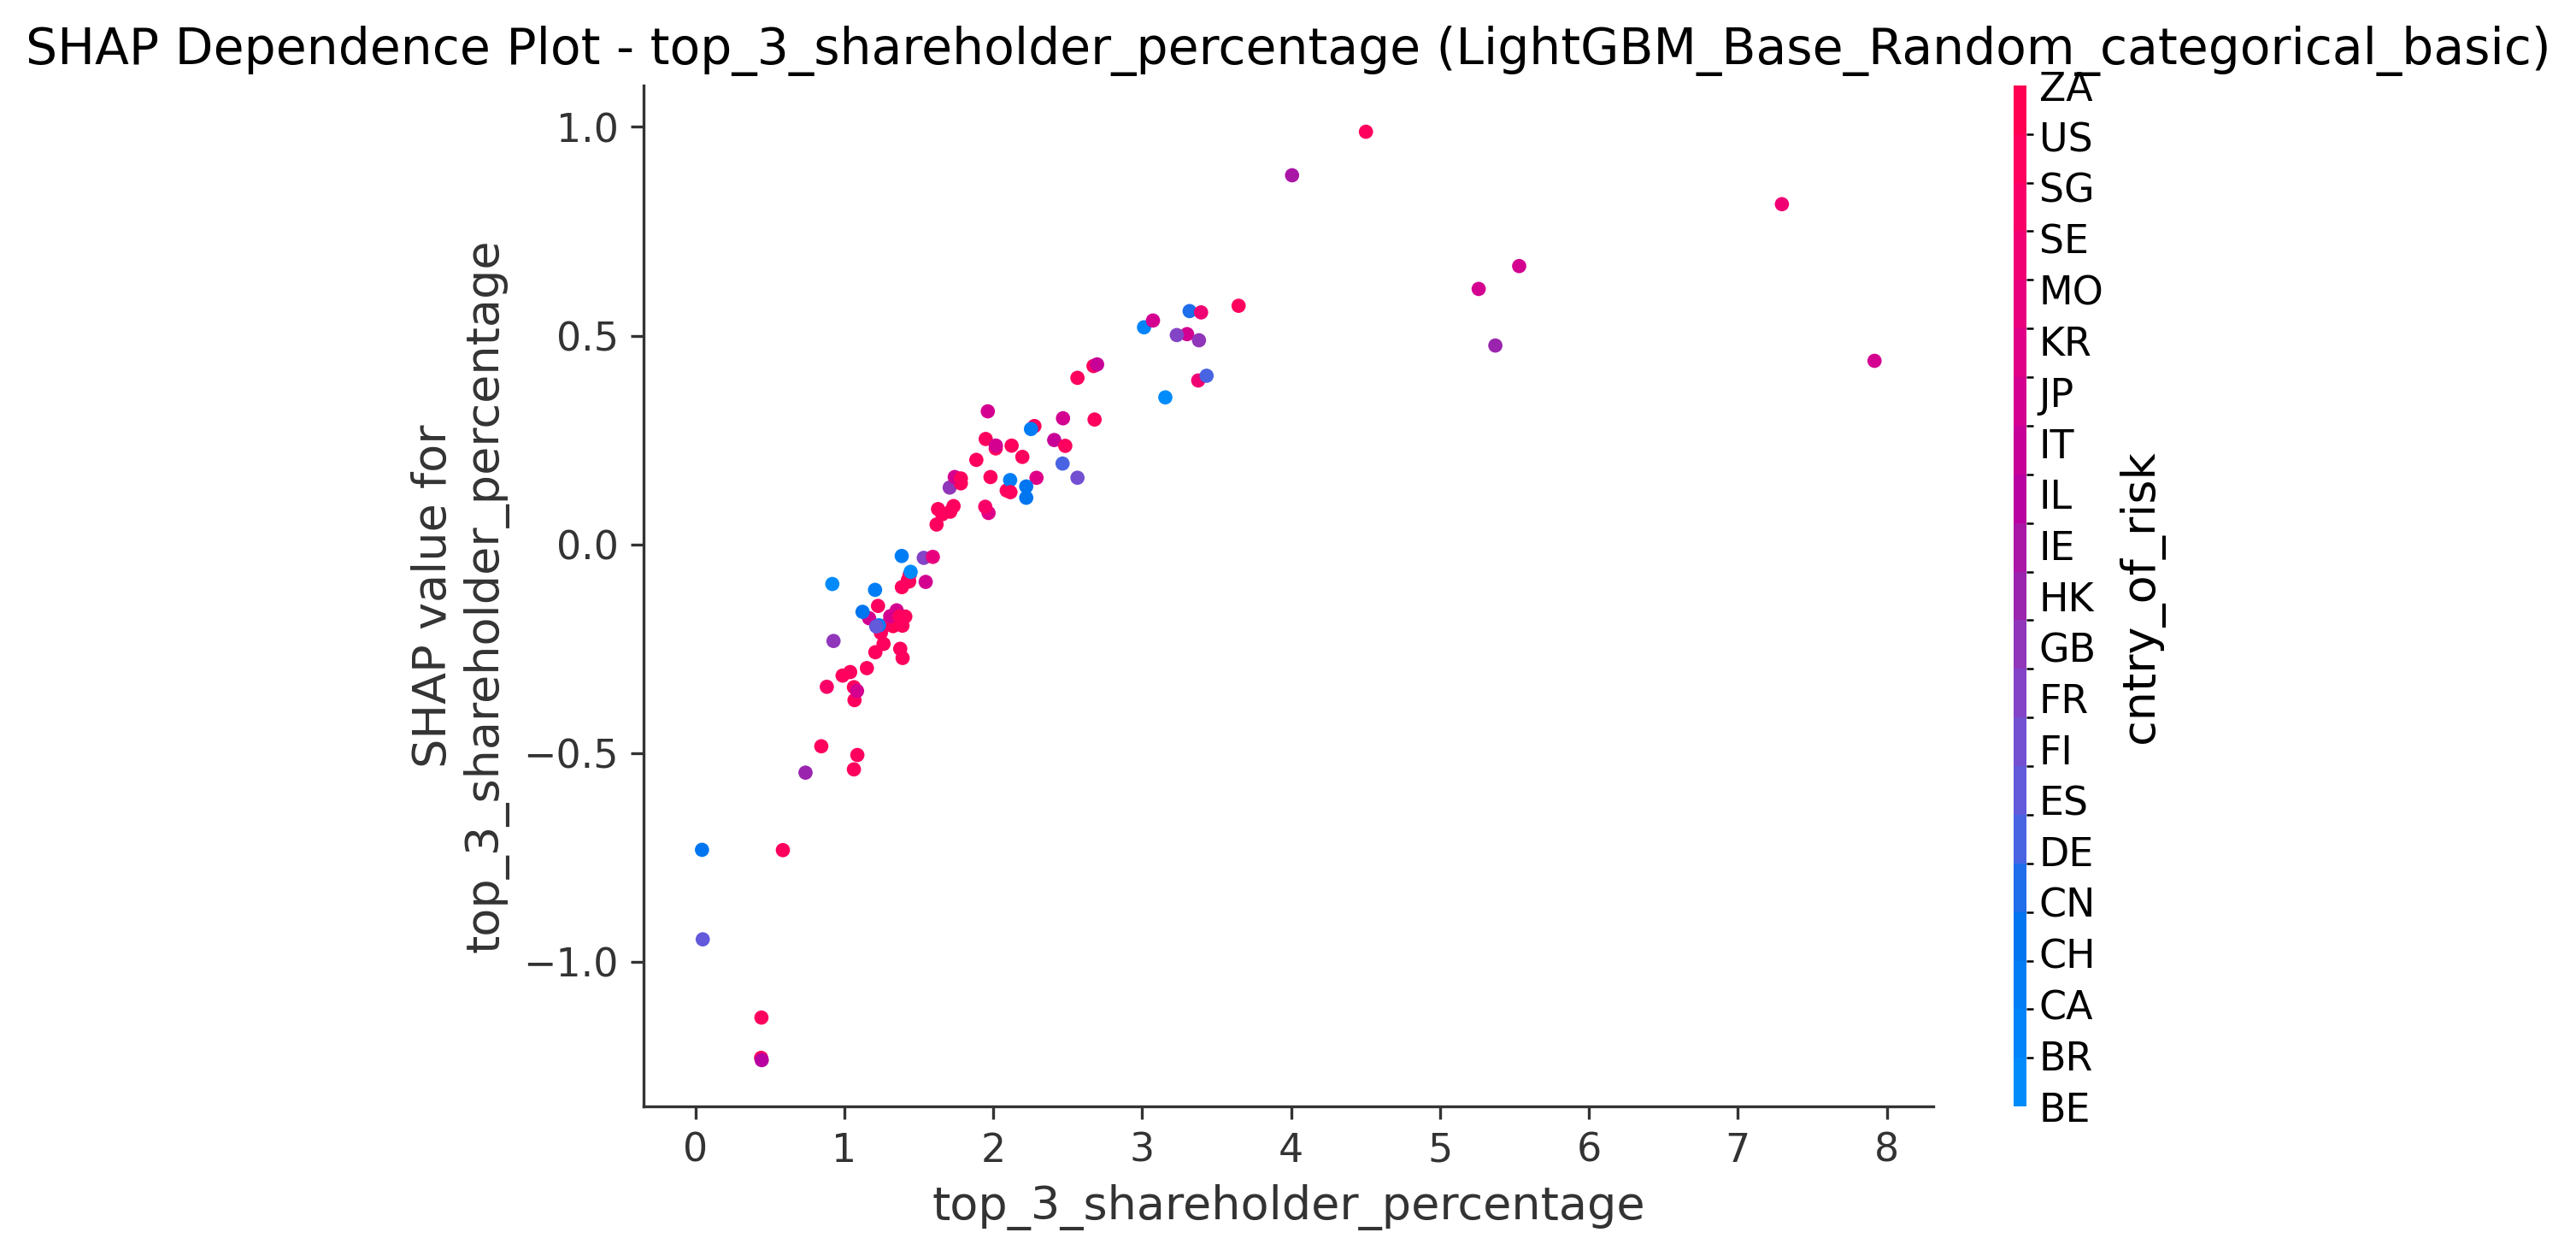 SHAP Dependence Plot - top_3_shareholder_percentage (LightGBM_Base_Random_categorical_basic)
SHAP value for
top_3_shareholder_percentage
1.0
0.5
0.0
−0.5
−1.0
0 1 2 3 4 5 6 7 8
top_3_shareholder_percentage
ZA
US
SG
SE
MO
KR
JP
IT
IL
IE
HK
GB
FR
FI
ES
DE
CN
CH
CA
BR
BE
cntry_of_risk